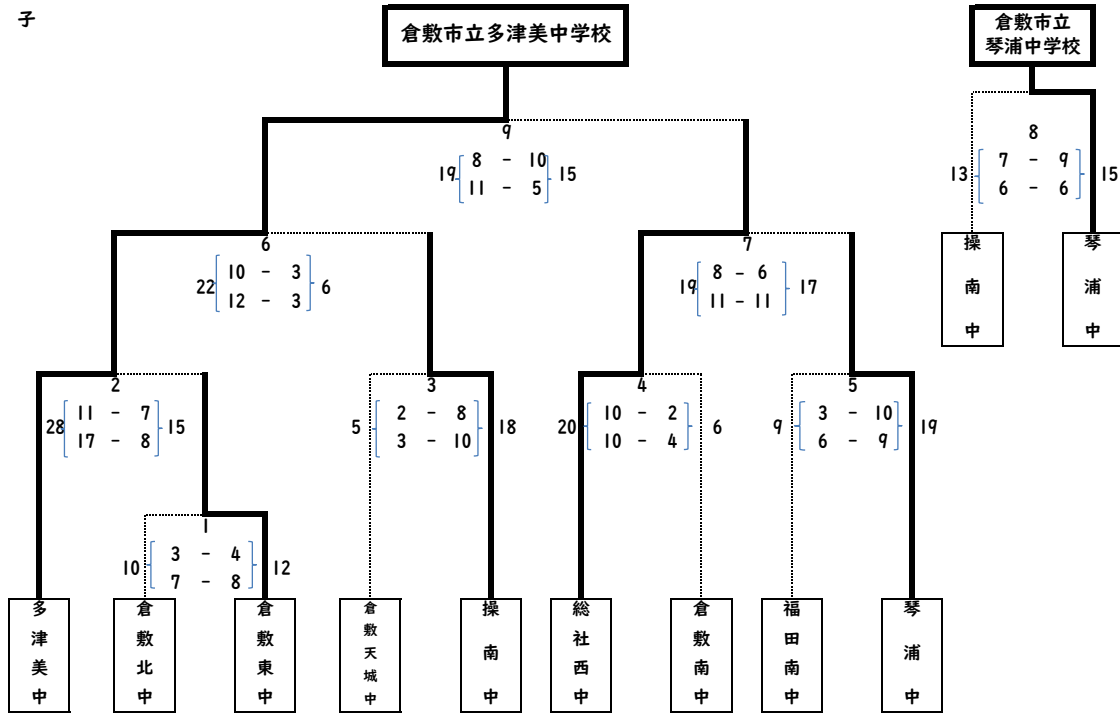 子
倉敷市立多津美中学校
倉敷市立
琴浦中学校
9
8 - 10
19 15
11 - 5
8
7 - 9
13 15
6 - 6
操南中
琴浦中
6
10 - 3
22 6
12 - 3
7
8 - 6
19 17
11 - 11
2
11 - 7
28 15
17 - 8
3
2 - 8
5 18
3 - 10
4
10 - 2
20 6
10 - 4
5
3 - 10
9 19
6 - 9
1
3 - 4
10 12
7 - 8
多津美中
倉敷北中
倉敷東中
倉敷天城中
操南中
総社西中
倉敷南中
福田南中
琴浦中